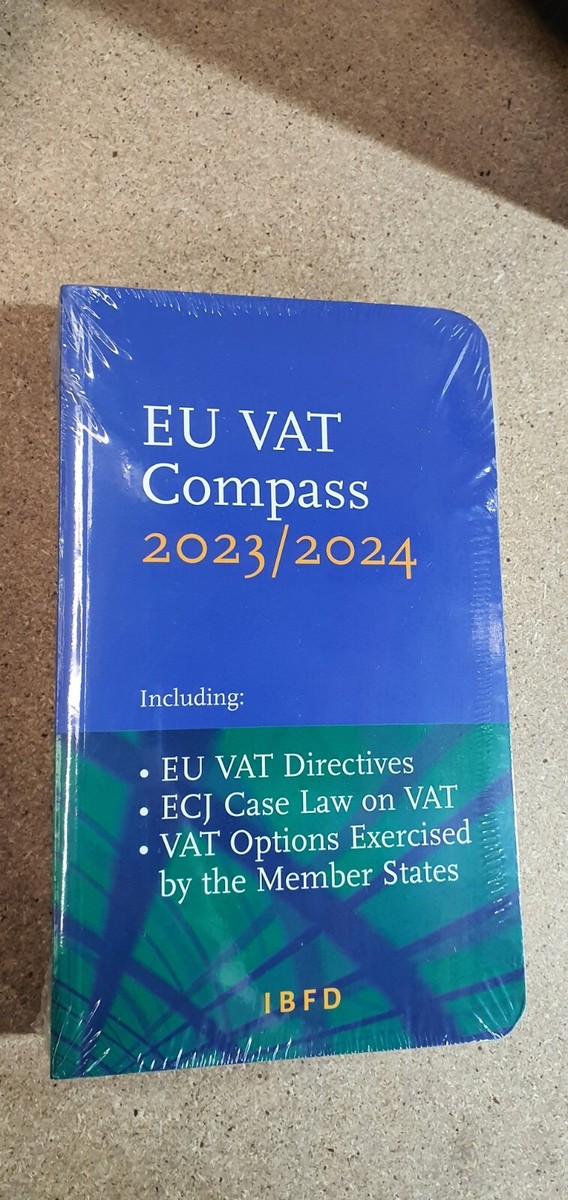 EU VAT
Compass
2023/2024
Including:
• EU VAT Directives
• ECJ Case Law on VAT
• VAT Options Exercised
by the Member States
IBFD